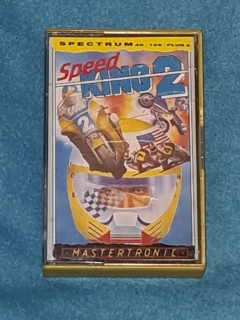 SPECTRUM 48 · 128 · PLUS
Speed
KING 2
2
MASTERTRONIC